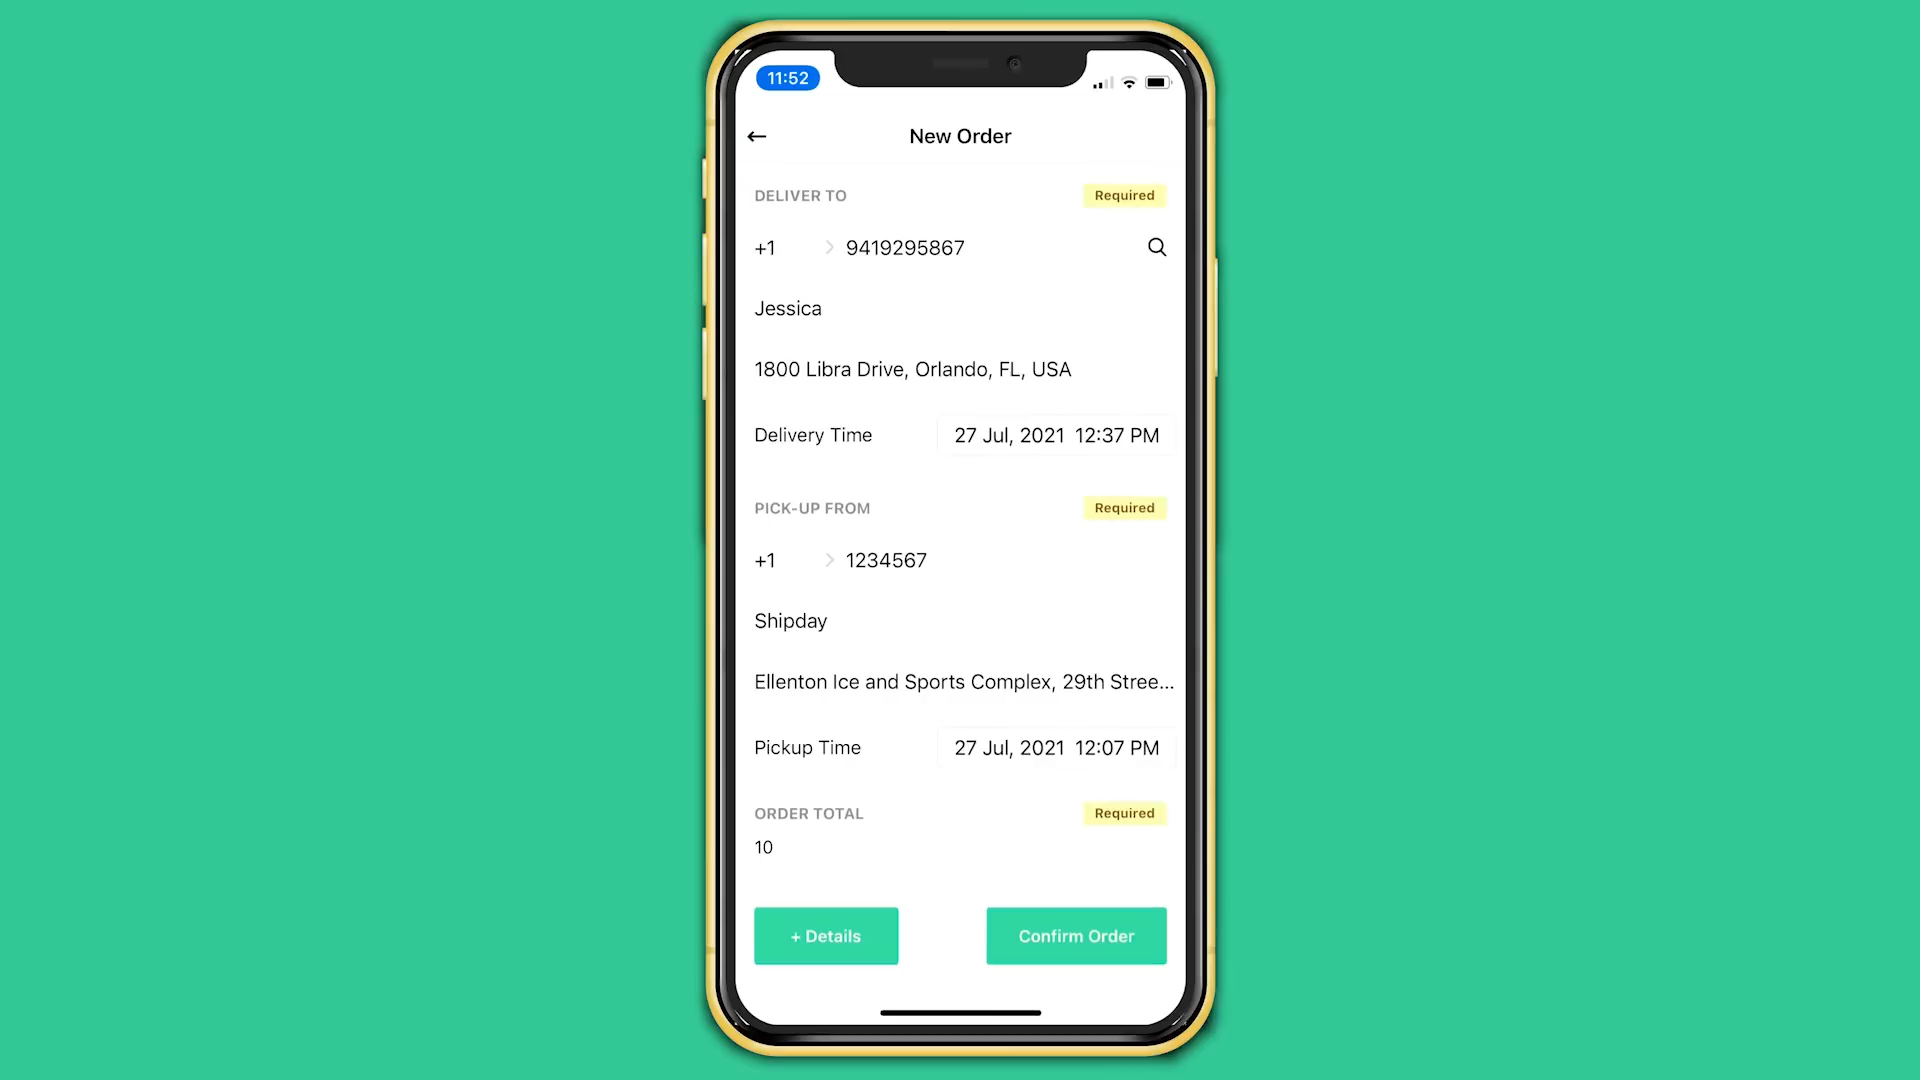 11:52
New Order
DELIVER TO Required
+1 9419295867
Jessica
1800 Libra Drive, Orlando, FL, USA
Delivery Time 27 Jul, 2021 12:37 PM
PICK-UP FROM Required
+1 1234567
Shipday
Ellenton Ice and Sports Complex, 29th Stree...
Pickup Time 27 Jul, 2021 12:07 PM
ORDER TOTAL Required
10
+ Details Confirm Order